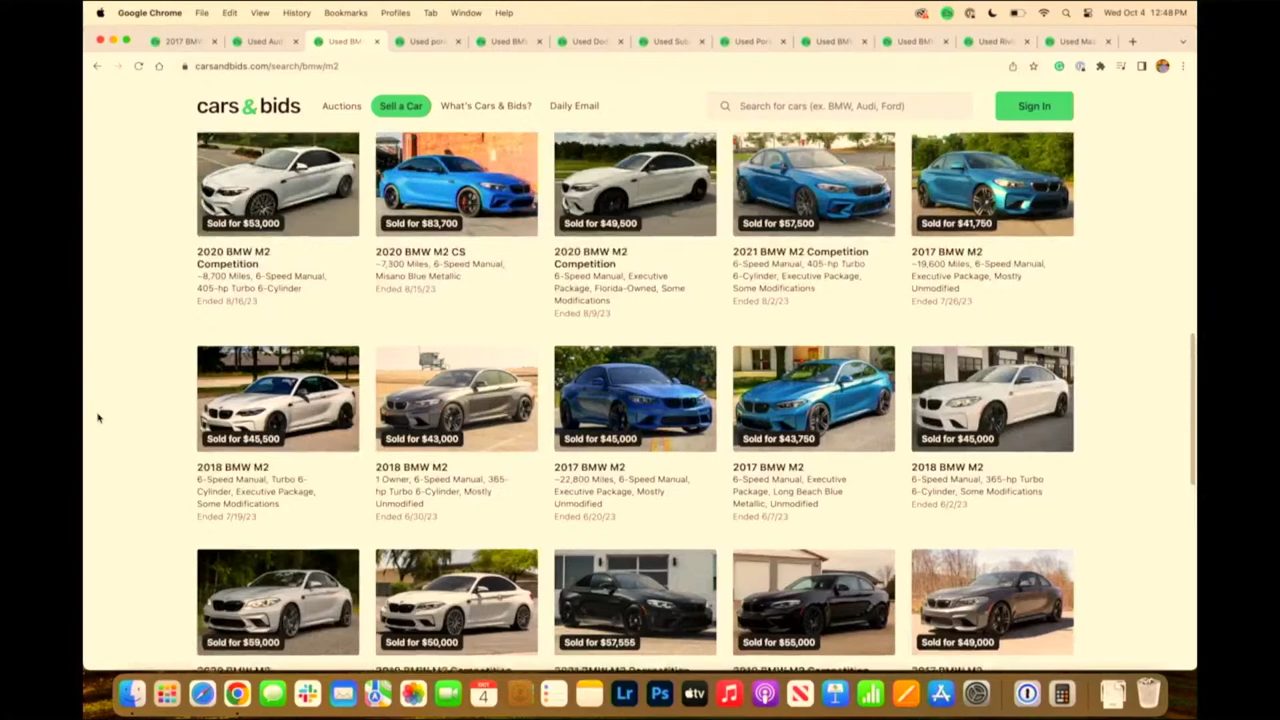 Google Chrome File Edit View History Bookmarks Profiles Tab Window Help Wed Oct 4 12:48 PM
2017 BMW Used Aud Used BM Used por Used BM Used Dod Used Sub Used Por Used BM Used BM Used Rivi Used Maz
carsandbids.com/search/bmw/m2
cars & bids Auctions Sell a Car What's Cars & Bids? Daily Email Search for cars (ex. BMW, Audi, Ford) Sign In
Sold for $53,000
2020 BMW M2
Competition
~8,700 Miles, 6-Speed Manual,
405-hp Turbo 6-Cylinder
Ended 8/16/23
Sold for $83,700
2020 BMW M2 CS
~7,300 Miles, 6-Speed Manual,
Misano Blue Metallic
Ended 8/15/23
Sold for $49,500
2020 BMW M2
Competition
6-Speed Manual, Executive
Package, Florida-Owned, Some
Modifications
Ended 8/9/23
Sold for $57,500
2021 BMW M2 Competition
6-Speed Manual, 405-hp Turbo
6-Cylinder, Executive Package,
Some Modifications
Ended 8/2/23
Sold for $41,750
2017 BMW M2
~19,600 Miles, 6-Speed Manual,
Executive Package, Mostly
Unmodified
Ended 7/26/23
Sold for $45,500
2018 BMW M2
6-Speed Manual, Turbo 6-
Cylinder, Executive Package,
Some Modifications
Ended 7/19/23
Sold for $43,000
2018 BMW M2
1 Owner, 6-Speed Manual, 365-
hp Turbo 6-Cylinder, Mostly
Unmodified
Ended 6/30/23
Sold for $45,000
2017 BMW M2
~22,800 Miles, 6-Speed Manual,
Executive Package, Mostly
Unmodified
Ended 6/20/23
Sold for $43,750
2017 BMW M2
6-Speed Manual, Executive
Package, Long Beach Blue
Metallic, Unmodified
Ended 6/7/23
Sold for $45,000
2018 BMW M2
6-Speed Manual, 365-hp Turbo
6-Cylinder, Some Modifications
Ended 6/2/23
Sold for $59,000
Sold for $50,000
Sold for $57,555
Sold for $55,000
Sold for $49,000
OCT
4
Lr Ps tv